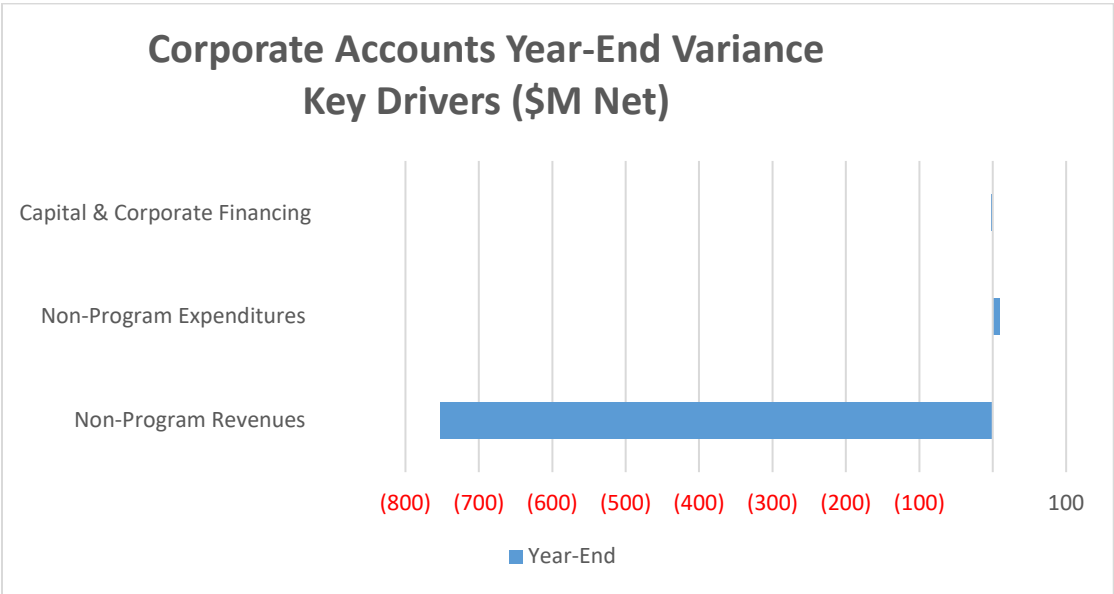 Corporate Accounts Year-End Variance
Key Drivers ($M Net)
Capital & Corporate Financing
Non-Program Expenditures
Non-Program Revenues
(800) (700) (600) (500) (400) (300) (200) (100) 100
Year-End